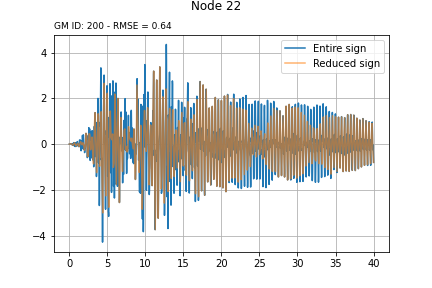 Node 22
GM ID: 200 - RMSE = 0.64
Entire sign
Reduced sign
4
2
0
−2
−4
0 5 10 15 20 25 30 35 40